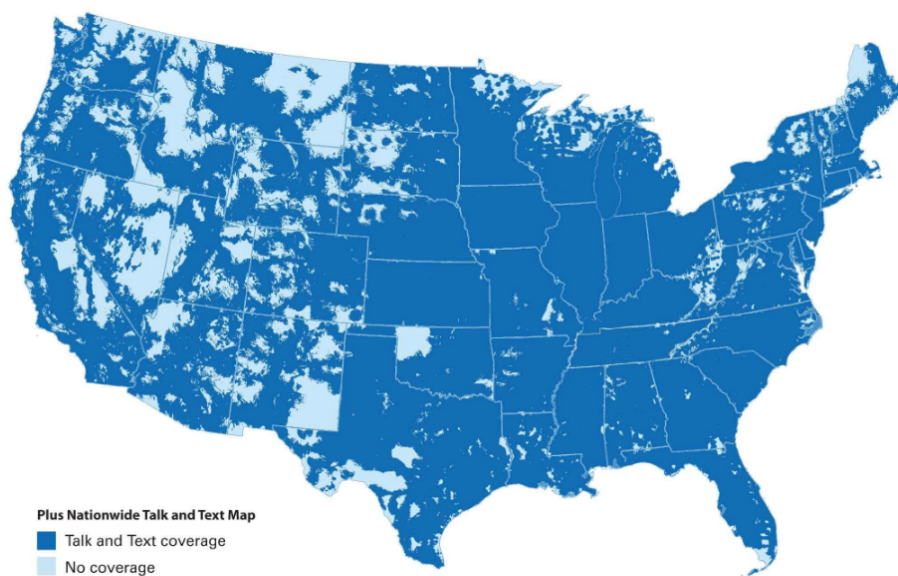 Plus Nationwide Talk and Text Map
Talk and Text coverage
No coverage